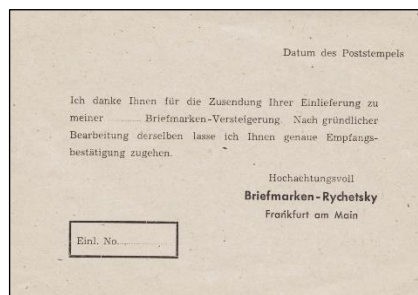 Datum des Poststempels
Ich danke Ihnen für die Zusendung Ihrer Einlieferung zu
meiner ............ Briefmarken-Versteigerung. Nach gründlicher
Bearbeitung derselben lasse ich Ihnen genaue Empfangs-
bestätigung zugehen.
Hochachtungsvoll
Briefmarken-Rychetsky
Frankfurt am Main
Einl. No. ............